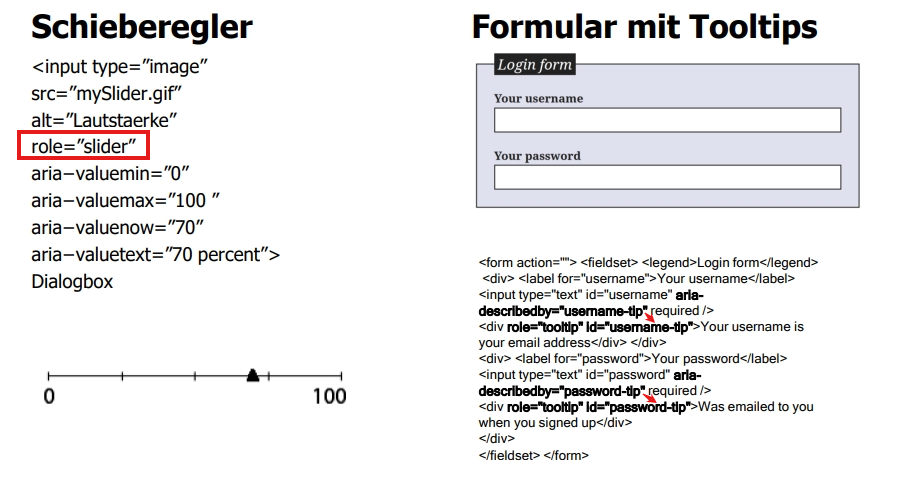 Schieberegler
<input type=”image”
src=”mySlider.gif”
alt=”Lautstaerke”
role=”slider”
aria−valuemin=”0”
aria−valuemax=”100 ”
aria−valuenow=”70”
aria−valuetext=”70 percent”>
Dialogbox
0
100
Formular mit Tooltips
Login form
Your username
Your password
<form action=""> <fieldset> <legend>Login form</legend>
<div> <label for="username">Your username</label>
<input type="text" id="username" aria-
describedby="username-tip" required />
<div role="tooltip" id="username-tip">Your username is
your email address</div> </div>
<div> <label for="password">Your password</label>
<input type="text" id="password" aria-
describedby="password-tip" required />
<div role="tooltip" id="password-tip">Was emailed to you
when you signed up</div>
</div>
</fieldset> </form>